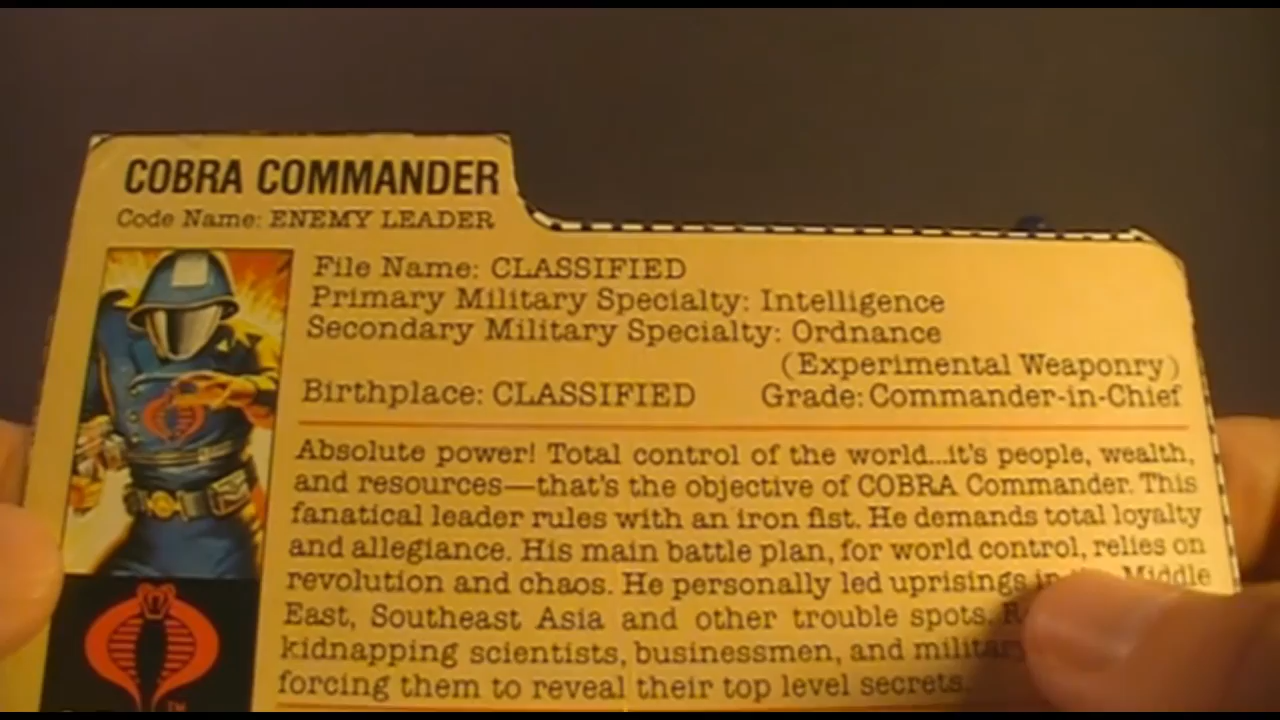 COBRA COMMANDER
Code Name: ENEMY LEADER
File Name: CLASSIFIED
Primary Military Specialty: Intelligence
Secondary Military Specialty: Ordnance
(Experimental Weaponry)
Birthplace: CLASSIFIED Grade: Commander-in-Chief
Absolute power! Total control of the world...it's people, wealth,
and resources—that's the objective of COBRA Commander. This
fanatical leader rules with an iron fist. He demands total loyalty
and allegiance. His main battle plan, for world control, relies on
revolution and chaos. He personally led uprisings in Middle
East, Southeast Asia and other trouble spots.
kidnapping scientists, businessmen, and military
forcing them to reveal their top level secrets.
TM